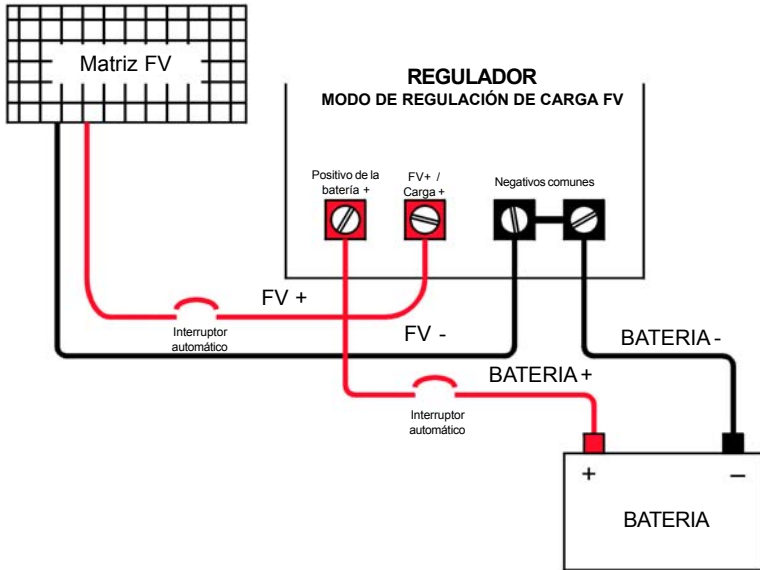 Matriz FV
REGULADOR
MODO DE REGULACIÓN DE CARGA FV
Positivo de la
batería +
FV+ /
Carga +
Negativos comunes
FV +
Interruptor
automático
FV -
BATERIA -
BATERIA +
Interruptor
automático
+
–
BATERIA